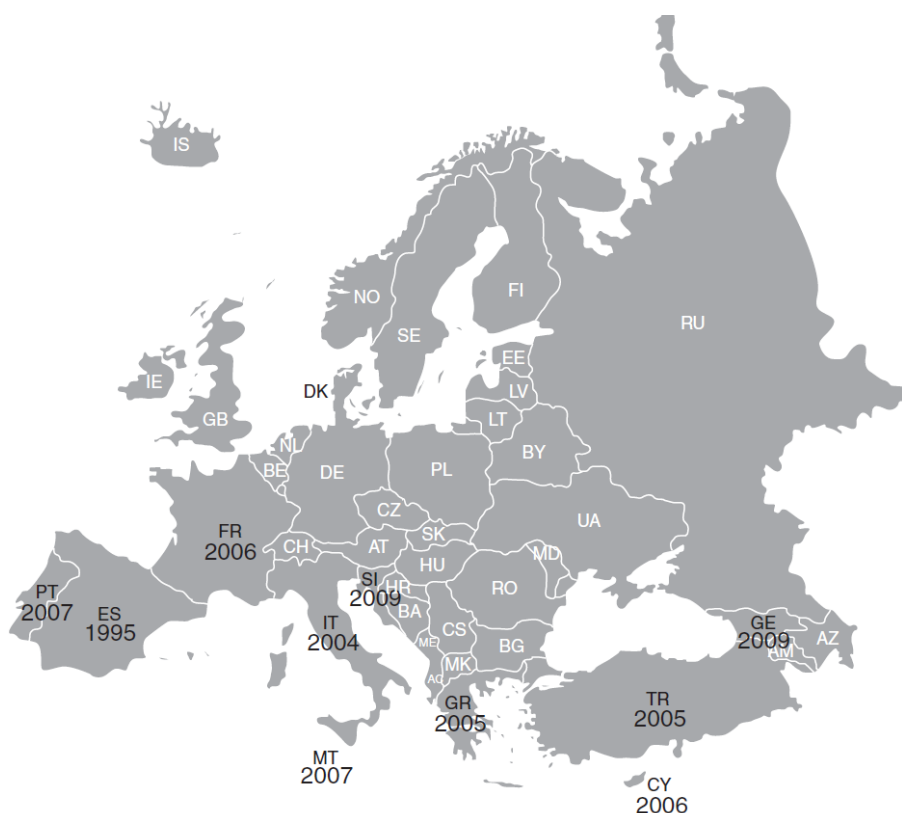 IS
NO
FI
SE
RU
EE
IE
LV
DK
GB
LT
NL
BY
BE
DE
PL
CZ
UA
FR
2006
SK
CH
AT
MD
HU
SI
2009
HR
RO
PT
2007
ES
1995
BA
IT
2004
CS
GE
2009
AZ
ME
BG
AM
MK
AC
GR
2005
TR
2005
MT
2007
CY
2006